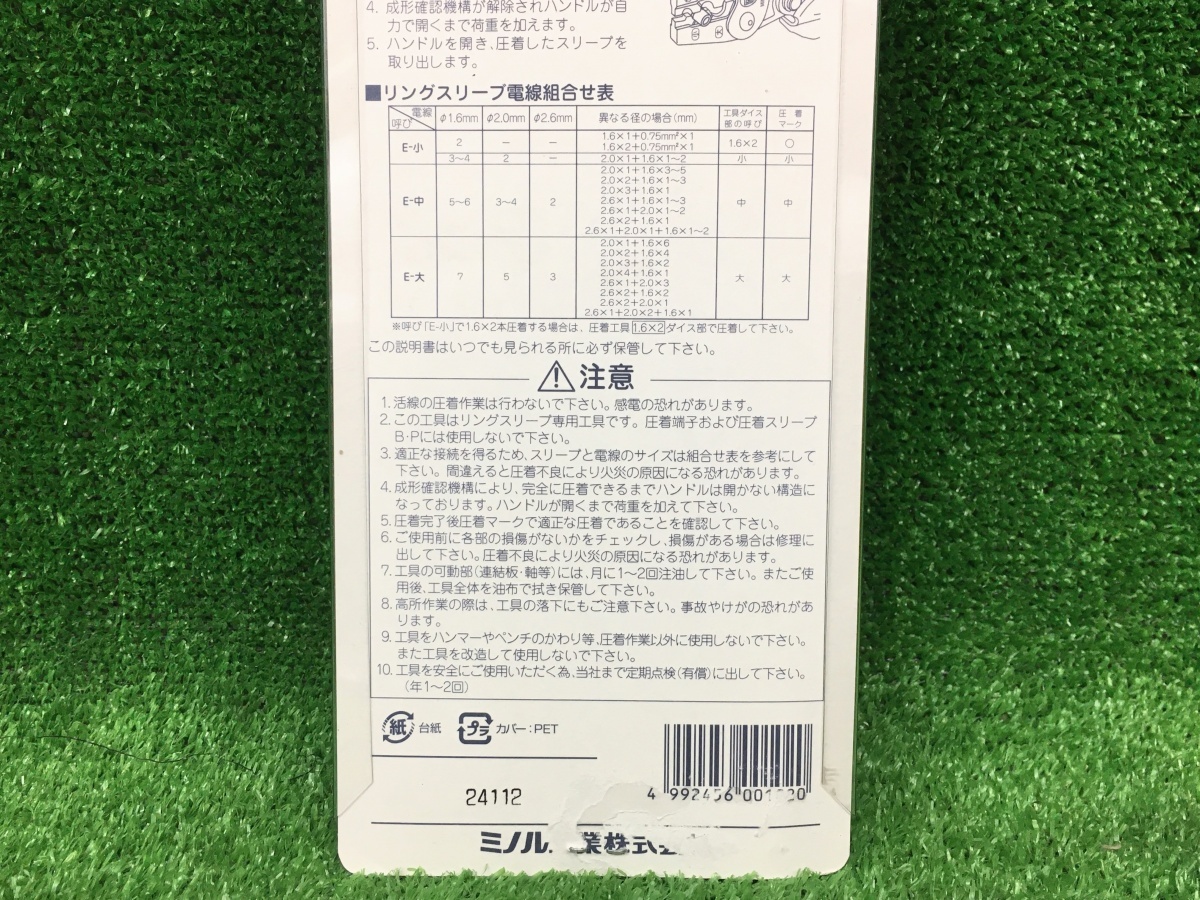 4. 成形確認機構が解除されハンドルが自
力で開くまで荷重を加えます。
5. ハンドルを開き、圧着したスリーブを
取り出します。
■リングスリーブ電線組合せ表
電線 呼び φ1.6mm φ2.0mm φ2.6mm 異なる径の場合(mm) 工具ダイス部の呼び 圧着マーク
E-小 2 − − 1.6×1+0.75mm²×1
1.6×2+0.75mm²×1 1.6×2 ○
3〜4 2 − 2.0×1+1.6×1〜2 小 小
E-中 5〜6 3〜4 2 2.0×1+1.6×3〜5
2.0×2+1.6×1〜3
2.0×3+1.6×1
2.6×1+1.6×1〜3
2.6×1+2.0×1〜2
2.6×2+1.6×1
2.6×1+2.0×1+1.6×1〜2 中 中
E-大 7 5 3 2.0×1+1.6×6
2.0×2+1.6×4
2.0×3+1.6×2
2.0×4+1.6×1
2.6×1+2.0×3
2.6×2+1.6×2
2.6×2+2.0×1
2.6×1+2.0×2+1.6×1 大 大
※呼び「E-小」で1.6×2本圧着する場合は、圧着工具1.6×2ダイス部で圧着して下さい。
この説明書はいつでも見られる所に必ず保管して下さい。
注意
1. 活線の圧着作業は行わないで下さい。感電の恐れがあります。
2. この工具はリングスリーブ専用工具です。圧着端子および圧着スリーブ
B・Pには使用しないで下さい。
3. 適正な接続を得るため、スリーブと電線のサイズは組合せ表を参考にして
下さい。間違えると圧着不良により火災の原因になる恐れがあります。
4. 成形確認機構により、完全に圧着できるまでハンドルは開かない構造に
なっております。ハンドルが開くまで荷重を加えて下さい。
5. 圧着完了後圧着マークで適正な圧着であることを確認して下さい。
6. ご使用前に各部の損傷がないかをチェックし、損傷がある場合は修理に
出して下さい。圧着不良により火災の原因になる恐れがあります。
7. 工具の可動部(連結板・軸等)には、月に1〜2回注油して下さい。またご使
用後、工具全体を油布で拭き保管して下さい。
8. 高所作業の際は、工具の落下にもご注意下さい。事故やけがの恐れがあ
ります。
9. 工具をハンマーやペンチのかわり等、圧着作業以外に使用しないで下さい。
また工具を改造して使用しないで下さい。
10. 工具を安全にご使用いただく為、当社まで定期点検(有償)に出して下さい。
(年1〜2回)
紙 台紙 プラ カバー:PET
24112
4 992456
ミノル 業株式